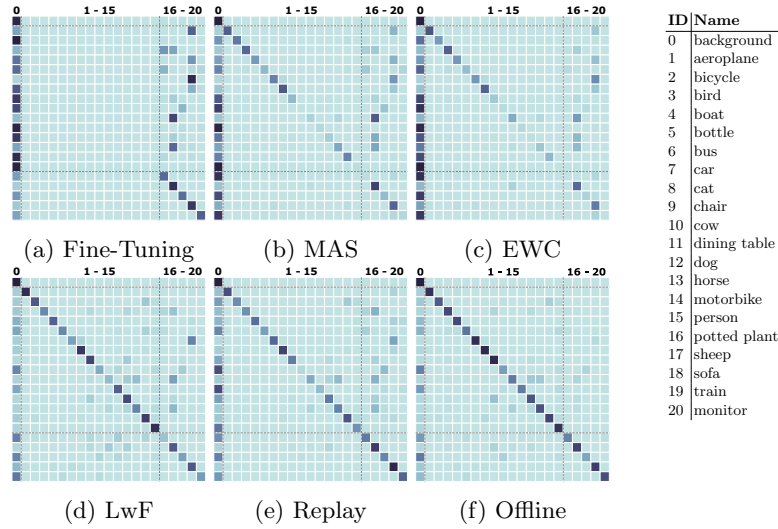 0 1 - 15 16 - 20 0 1 - 15 16 - 20 0 1 - 15 16 - 20
(a) Fine-Tuning (b) MAS (c) EWC
0 1 - 15 16 - 20 0 1 - 15 16 - 20 0 1 - 15 16 - 20
(d) LwF (e) Replay (f) Offline
ID Name
0 background
1 aeroplane
2 bicycle
3 bird
4 boat
5 bottle
6 bus
7 car
8 cat
9 chair
10 cow
11 dining table
12 dog
13 horse
14 motorbike
15 person
16 potted plant
17 sheep
18 sofa
19 train
20 monitor